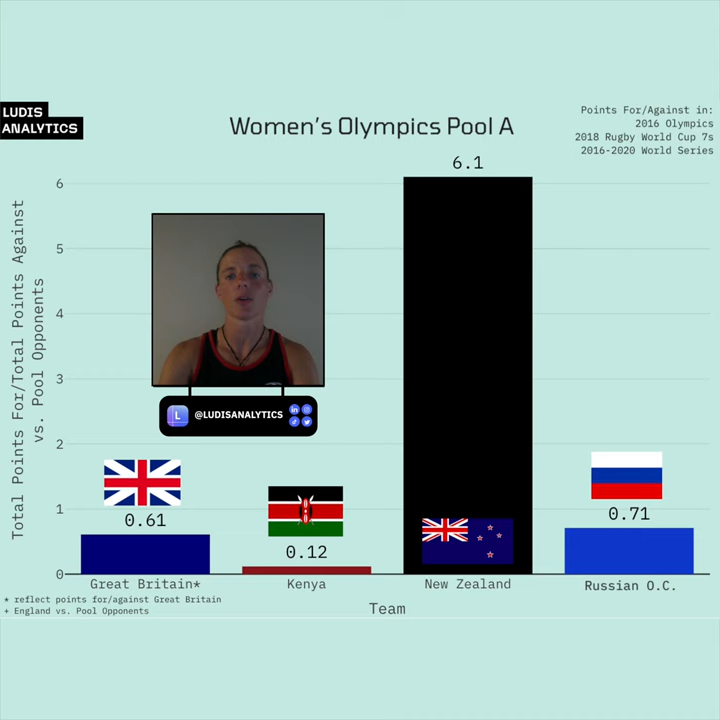 LUDIS
ANALYTICS
Women's Olympics Pool A
Points For/Against in:
2016 Olympics
2018 Rugby World Cup 7s
2016-2020 World Series
Total Points For/Total Points Against
vs. Pool Opponents
6
5
4
3
2
1
0
6.1
L @LUDISANALYTICS in
0.61
0.12
0.71
Great Britain*
Kenya
New Zealand
Russian O.C.
Team
* reflect points for/against Great Britain
+ England vs. Pool Opponents